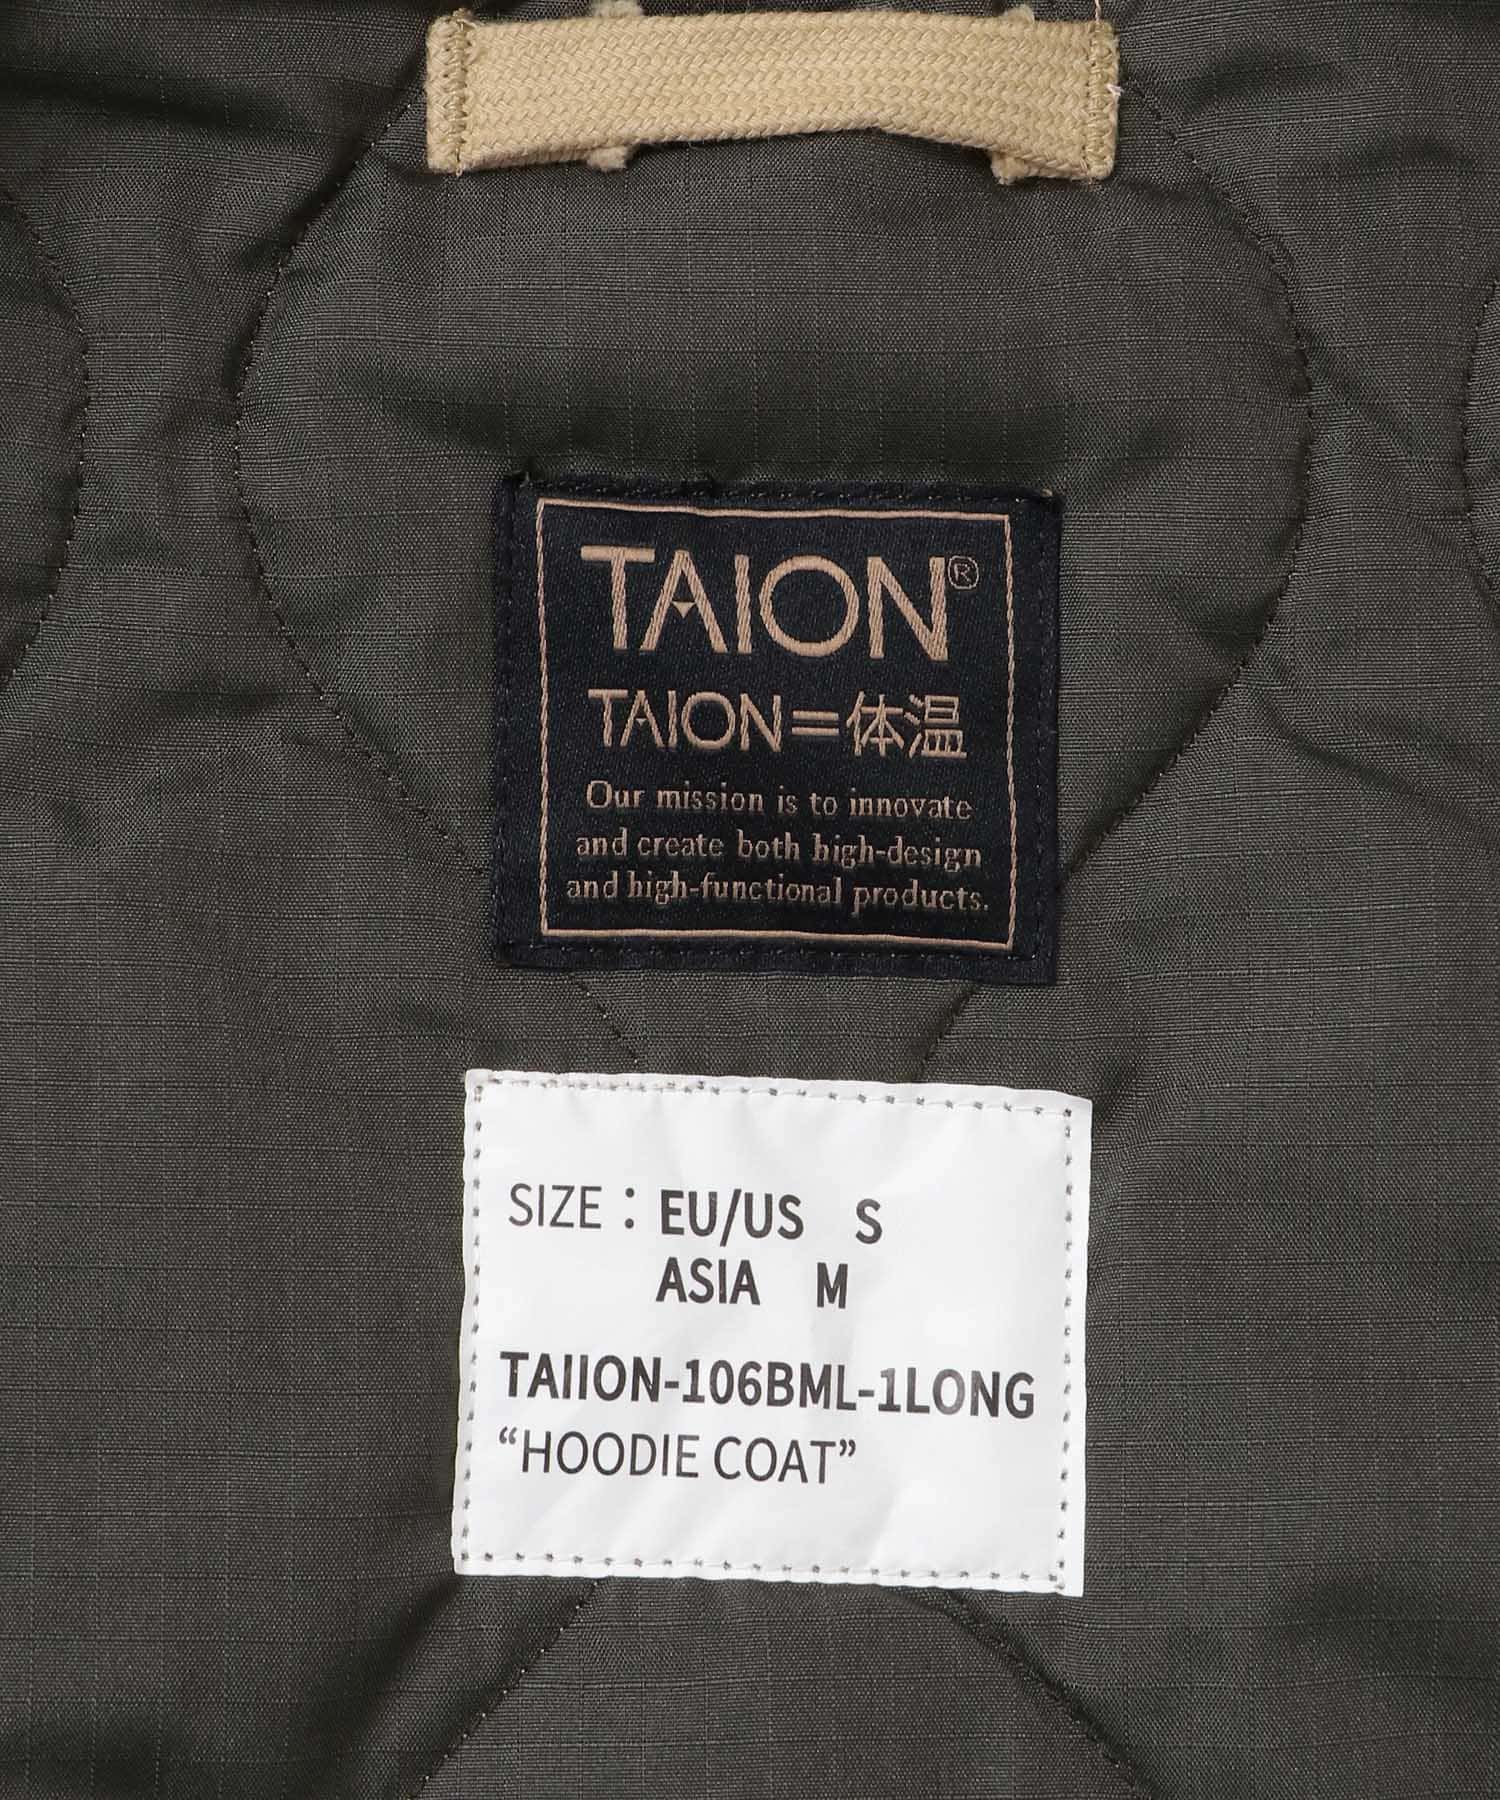 TAION®
TAION=体温
Our mission is to innovate
and create both high-design
and high-functional products.
SIZE：EU/US S
ASIA M
TAIION-106BML-1LONG
“HOODIE COAT”